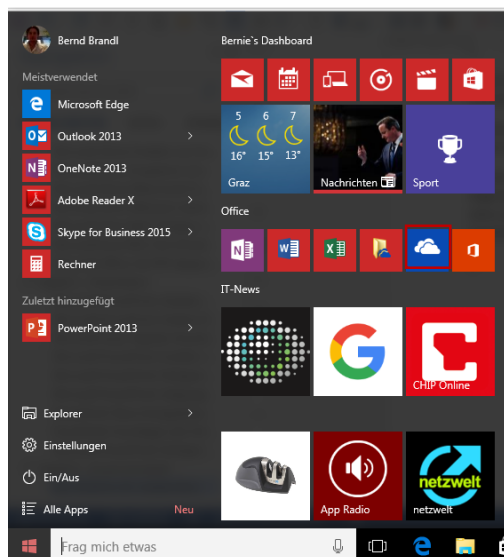 Bernd Brandl
Meistverwendet
Microsoft Edge
Outlook 2013
OneNote 2013
Adobe Reader X
Skype for Business 2015
Rechner
Zuletzt hinzugefügt
PowerPoint 2013
Explorer
Einstellungen
Ein/Aus
Alle Apps
Neu
Bernie's Dashboard
5 6 7
16° 15° 13°
Graz
Nachrichten
Sport
Office
IT-News
CHIP Online
App Radio
netzwelt
netzwelt
Frag mich etwas